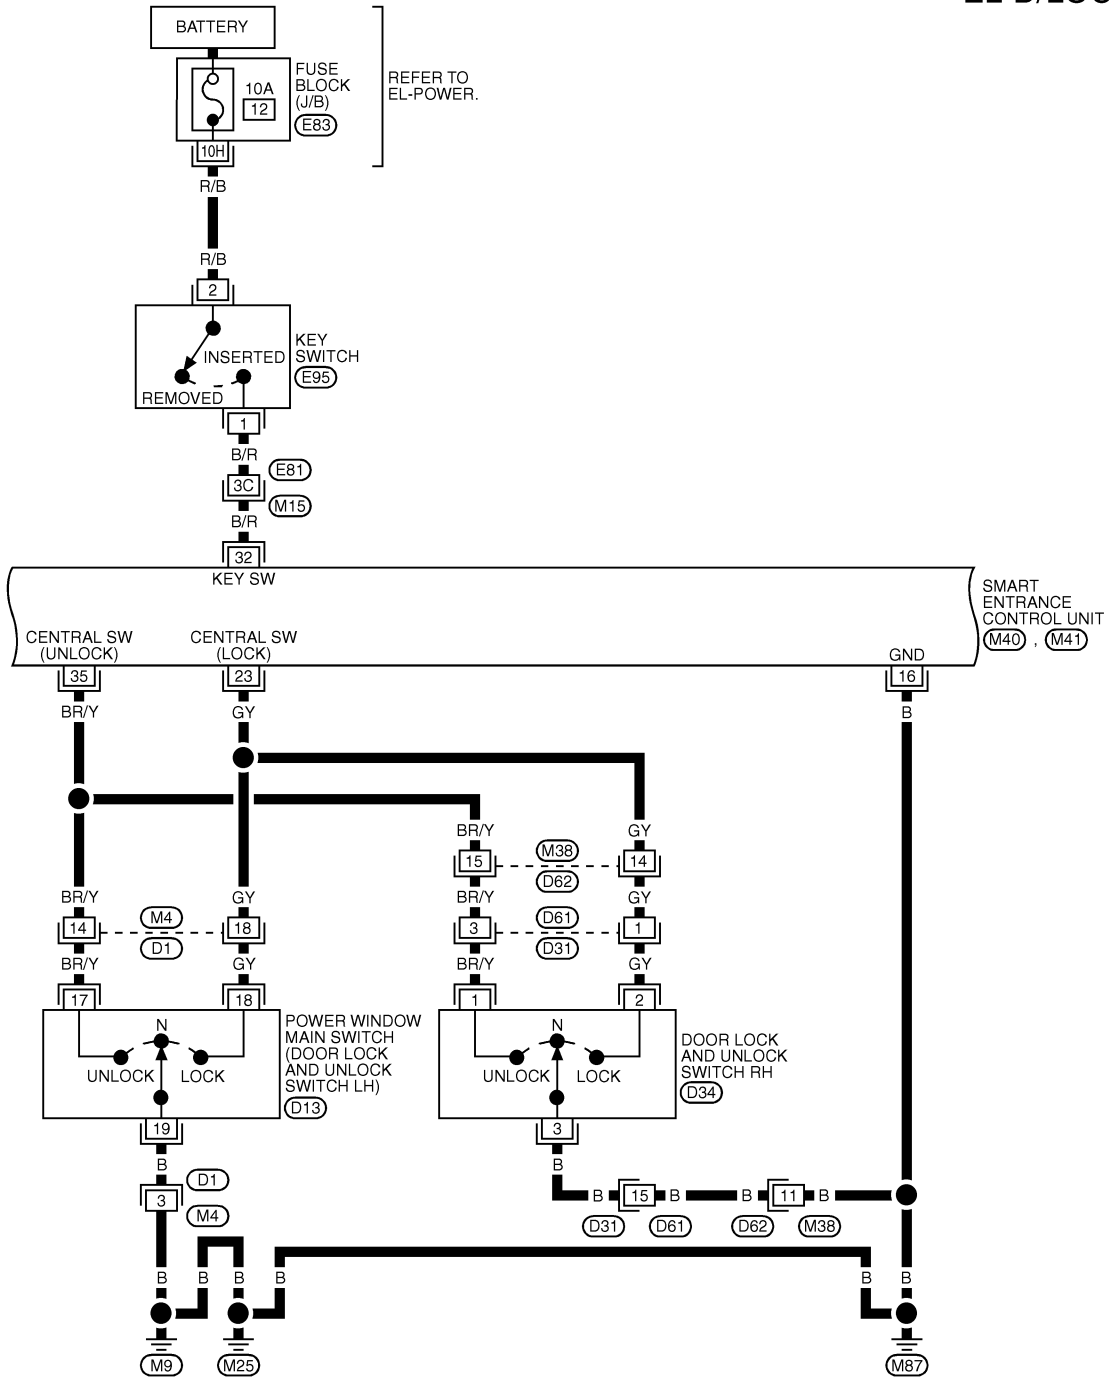 BATTERY
FUSE
BLOCK
(J/B)
E83
10A
12
REFER TO
EL-POWER.
10H
R/B
R/B
2
KEY
SWITCH
E95
INSERTED
REMOVED
1
B/R
E81
3C
M15
B/R
32
KEY SW
SMART
ENTRANCE
CONTROL UNIT
M40 , M41
CENTRAL SW
(UNLOCK)
CENTRAL SW
(LOCK)
GND
35
23
16
BR/Y
GY
B
BR/Y
GY
15
M38
14
D62
BR/Y
GY
BR/Y
GY
14
M4
18
3
D61
1
D1
D31
BR/Y
GY
BR/Y
GY
17
18
1
2
N
UNLOCK
LOCK
POWER WINDOW
MAIN SWITCH
(DOOR LOCK
AND UNLOCK
SWITCH LH)
D13
N
UNLOCK
LOCK
DOOR LOCK
AND UNLOCK
SWITCH RH
D34
19
3
B
B
D1
3
M4
B
15
B
B
11
B
D31
D61
D62
M38
B
B
B
B
B
B
M9
M25
M87